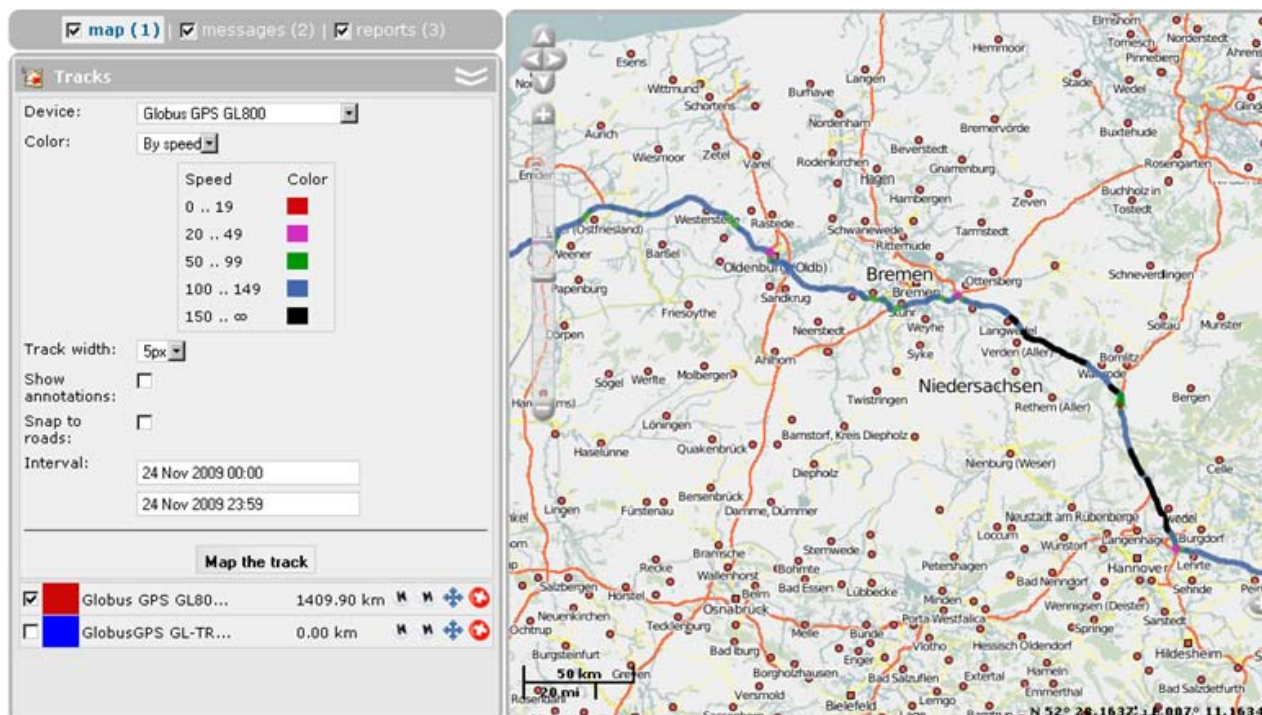 map (1) | messages (2) | reports (3)
Tracks
Device: Globus GPS GL800
Color: By speed
Speed Color
0 .. 19
20 .. 49
50 .. 99
100 .. 149
150 .. ∞
Track width: 5px
Show annotations:
Snap to roads:
Interval:
24 Nov 2009 00:00
24 Nov 2009 23:59
Map the track
Globus GPS GL80... 1409.90 km
GlobusGPS GL-TR... 0.00 km
Elmshorn
Tornesch
Norderstedt
Pinneberg
Hemmoor
Esens
Langen
Stade
Wedel
Wittmund
Schortens
Burhave
Nordenham
Bremervörde
Buxtehude
Aurich
Wiesmoor
Zetel
Varel
Rodenkirchen
Beverstedt
Gnarrenburg
Rosengarten
Hagen
Hambergen
Zeven
Buchholz in
Tostedt
Westerstede
Rastede
Schwanewede
Tarmstedt
(Ostfriesland)
Ritterhude
Weener
Barßel
Oldenburg (Oldb)
Bremen
Bremen
Ottersberg
Schneverdingen
Papenburg
Sandkrug
Friesoythe
Stuhr
Weyhe
Langwedel
Soltau
Munster
Dörpen
Neerstedt
Syke
Verden (Aller)
Bomlitz
Ahlhorn
Walsrode
Sögel
Werlte
Molbergen
Niedersachsen
Bergen
Twistringen
Rethem (Aller)
Löningen
Barnstorf, Kreis Diepholz
Haselünne
Quakenbrück
Diepholz
Nienburg (Weser)
Celle
Bersenbrück
Lingen
Fürstenau
Damme, Dümmer
Neustadt am Rübenberge
Bramsche
Stemwede
Loccum
Wunstorf
Langenhagen
Burgdorf
Recke
Wallenhorst
Bohmte
Petershagen
Hannover
Lehrte
Salzbergen
Hörstel
Belm
Bad Essen
Lübbecke
Bad Nenndorf
Sehnde
Neuenkirchen
Osnabrück
Minden
Wennigsen (Deister)
Ochtrup
Tecklenburg
Melle
Bünde
Porta Westfalica
Springe
Sarstedt
Burgsteinfurt
Bad Iburg
Enger
Vlotho
Hessisch Oldendorf
Hildesheim
50 km
20 mi
Greven
Borgholzhausen
Bad Salzuflen
Extertal
Hameln
Emmerthal
Versmold
Lemgo
Bielefeld
Bad Salzdetfurth